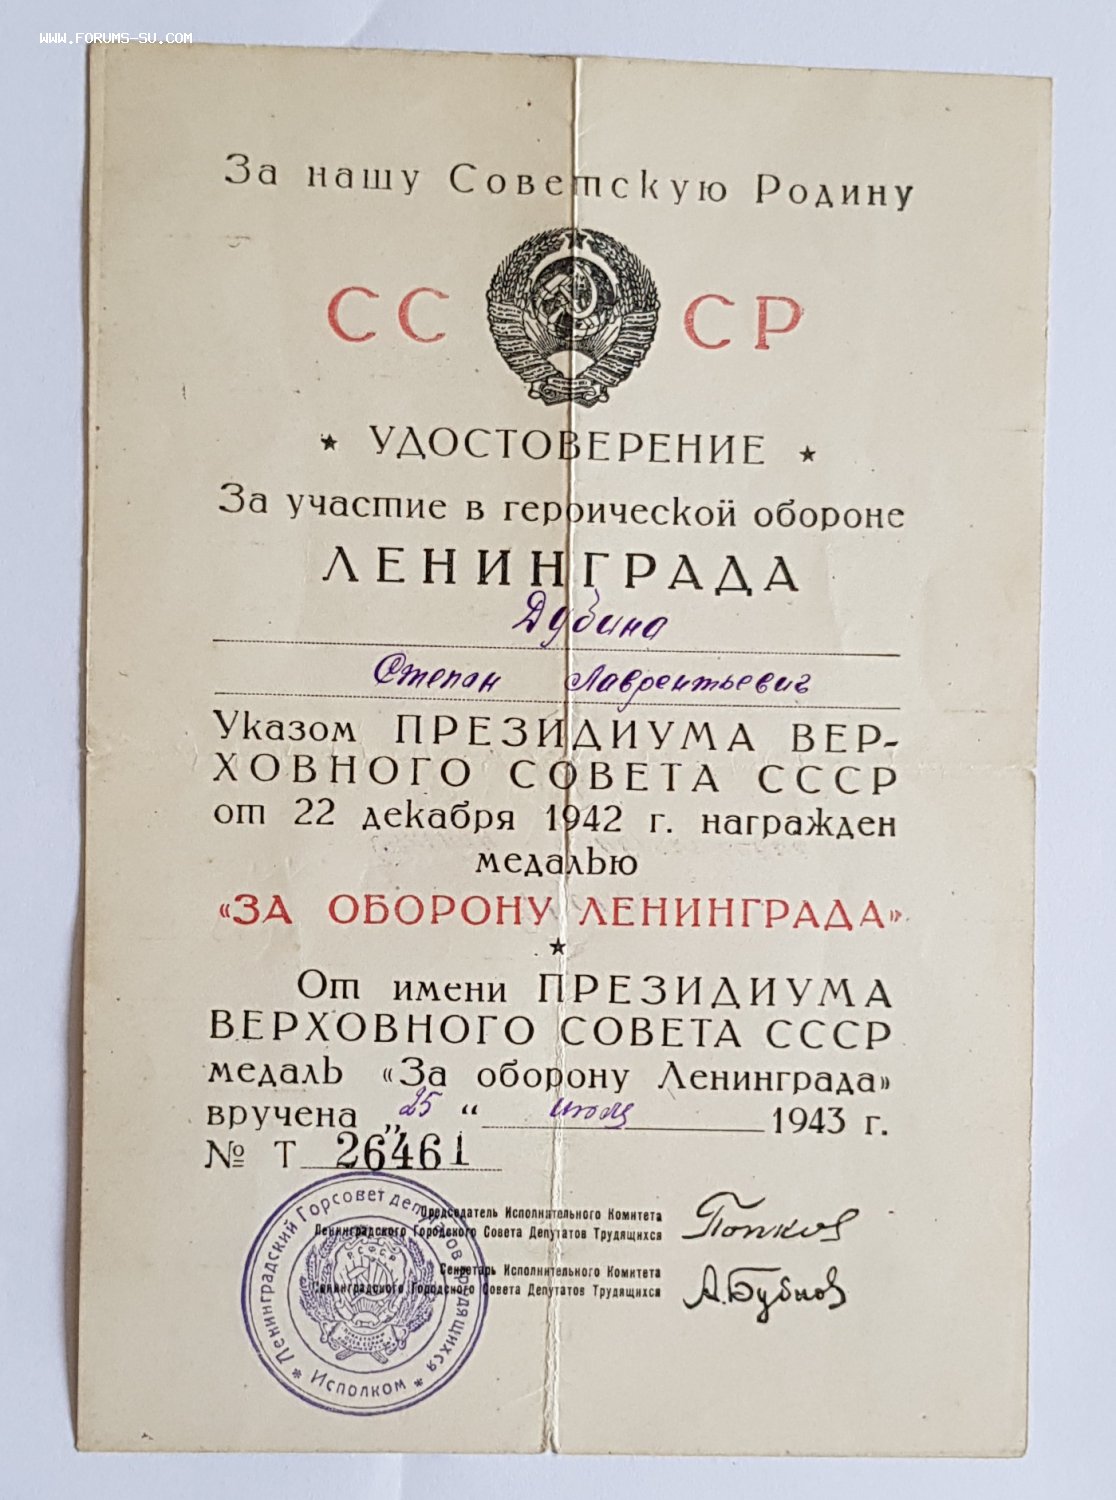 WWW.FORUMS-SU.COM
За нашу Советскую Родину
СССР
УДОСТОВЕРЕНИЕ
За участие в героической обороне
ЛЕНИНГРАДА
Дубина
Степан Лаврентьевич
Указом ПРЕЗИДИУМА ВЕР-
ХОВНОГО СОВЕТА СССР
от 22 декабря 1942 г. награжден
медалью
«ЗА ОБОРОНУ ЛЕНИНГРАДА»
От имени ПРЕЗИДИУМА
ВЕРХОВНОГО СОВЕТА СССР
медаль «За оборону Ленинграда»
вручена „25“ июля 1943 г.
№ Т 26461
Председатель Исполнительного Комитета
Ленинградского Городского Совета Депутатов Трудящихся
Попков
Секретарь Исполнительного Комитета
Ленинградского Городского Совета Депутатов Трудящихся
А.Бубнов
Ленинградский Горсовет депутатов трудящихся
Исполком
РСФСР